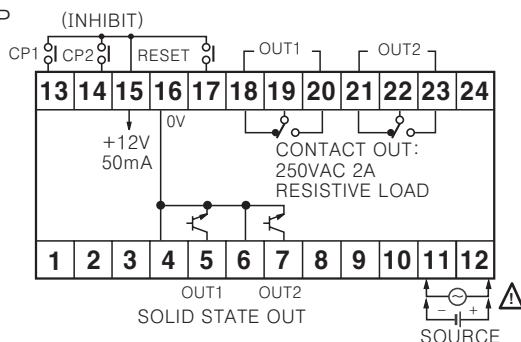 P
(INHIBIT)
CP1 CP2 RESET OUT1 OUT2
13 14 15 16 17 18 19 20 21 22 23 24
0V
+12V
50mA
CONTACT OUT:
250VAC 2A
RESISTIVE LOAD
1 2 3 4 5 6 7 8 9 10 11 12
OUT1 OUT2
SOLID STATE OUT
− +
SOURCE